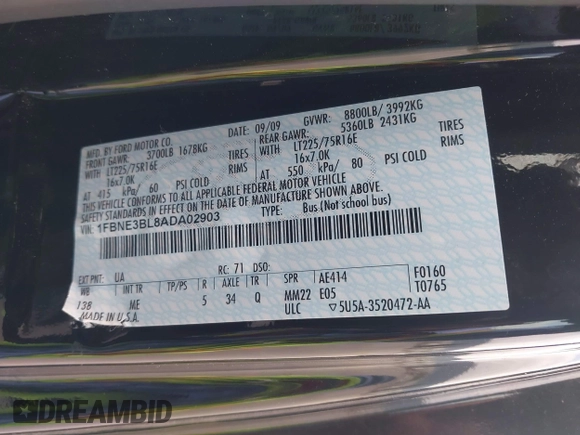 MFD. BY FORD MOTOR CO.
DATE: 09/09 GVWR: 8800LB/ 3992KG
FRONT GAWR: 3700LB 1678KG
REAR GAWR: 5360LB 2431KG
WITH LT225/75R16E TIRES
WITH LT225/75R16E TIRES
16x7.0K RIMS
16x7.0K RIMS
AT 415 kPa/ 60 PSI COLD
AT 550 kPa/ 80 PSI COLD
THIS VEHICLE CONFORMS TO ALL APPLICABLE FEDERAL MOTOR VEHICLE
SAFETY STANDARDS IN EFFECT ON THE DATE OF MANUFACTURE SHOWN ABOVE.
VIN: 1FBNE3BL8ADA02903
TYPE: Bus (Not school bus)
EXT PNT: UA RC: 71 DSO:
WB INT TR TP/PS R AXLE TR SPR AE414 F0160
138 ME 5 34 Q MM22 E05 T0765
MADE IN U.S.A. ULC 5U5A-3520472-AA
DREAMBID